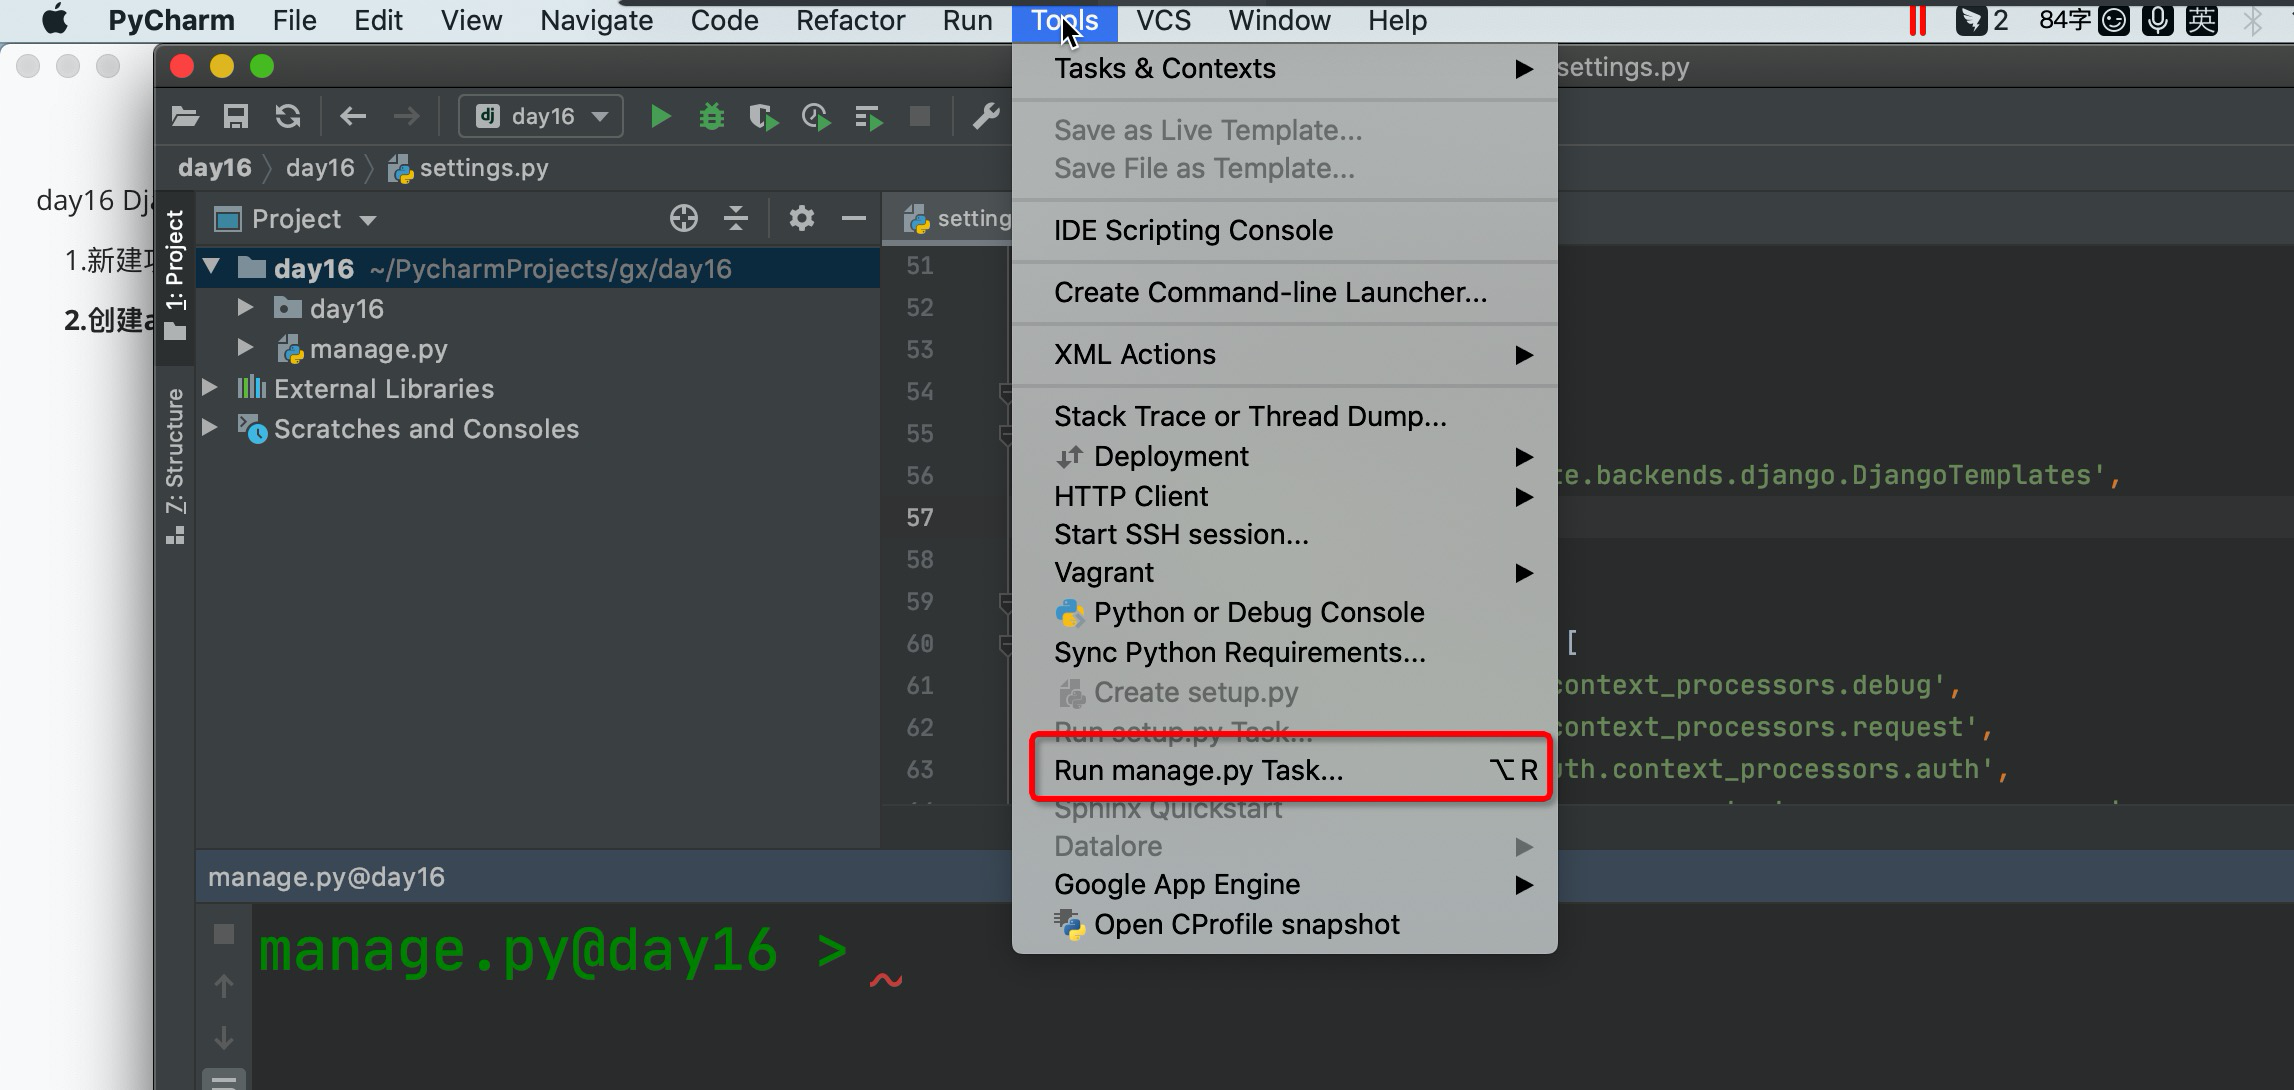 PyCharm File Edit View Navigate Code Refactor Run Tools VCS Window Help 2 84字 英
settings.py
day16
day16 day16 settings.py
day16
1.新建
2.创建
1: Project
Z: Structure
Project
day16 ~/PycharmProjects/gx/day16
day16
manage.py
External Libraries
Scratches and Consoles
setting
51
52
53
54
55
56
57
58
59
60
61
62
63
te.backends.django.DjangoTemplates',
[
context_processors.debug',
context_processors.request',
uth.context_processors.auth',
Tasks & Contexts
Save as Live Template...
Save File as Template...
IDE Scripting Console
Create Command-line Launcher...
XML Actions
Stack Trace or Thread Dump...
Deployment
HTTP Client
Start SSH session...
Vagrant
Python or Debug Console
Sync Python Requirements...
Create setup.py
Run setup.py Task...
Run manage.py Task... ⌥R
Sphinx Quickstart
Datalore
Google App Engine
Open CProfile snapshot
manage.py@day16
manage.py@day16 >